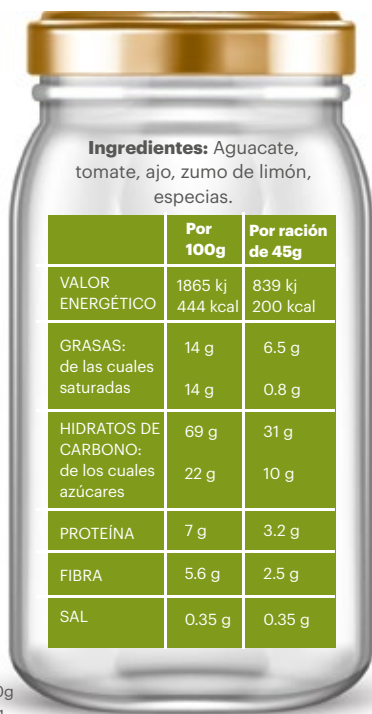 Ingredientes: Aguacate,
tomate, ajo, zumo de limón,
especias.
Por 100g
Por ración de 45g
VALOR ENERGÉTICO
1865 kj
839 kj
444 kcal
200 kcal
GRASAS:
14 g
6.5 g
de las cuales saturadas
14 g
0.8 g
HIDRATOS DE CARBONO:
69 g
31 g
de los cuales azúcares
22 g
10 g
PROTEÍNA
7 g
3.2 g
FIBRA
5.6 g
2.5 g
SAL
0.35 g
0.35 g